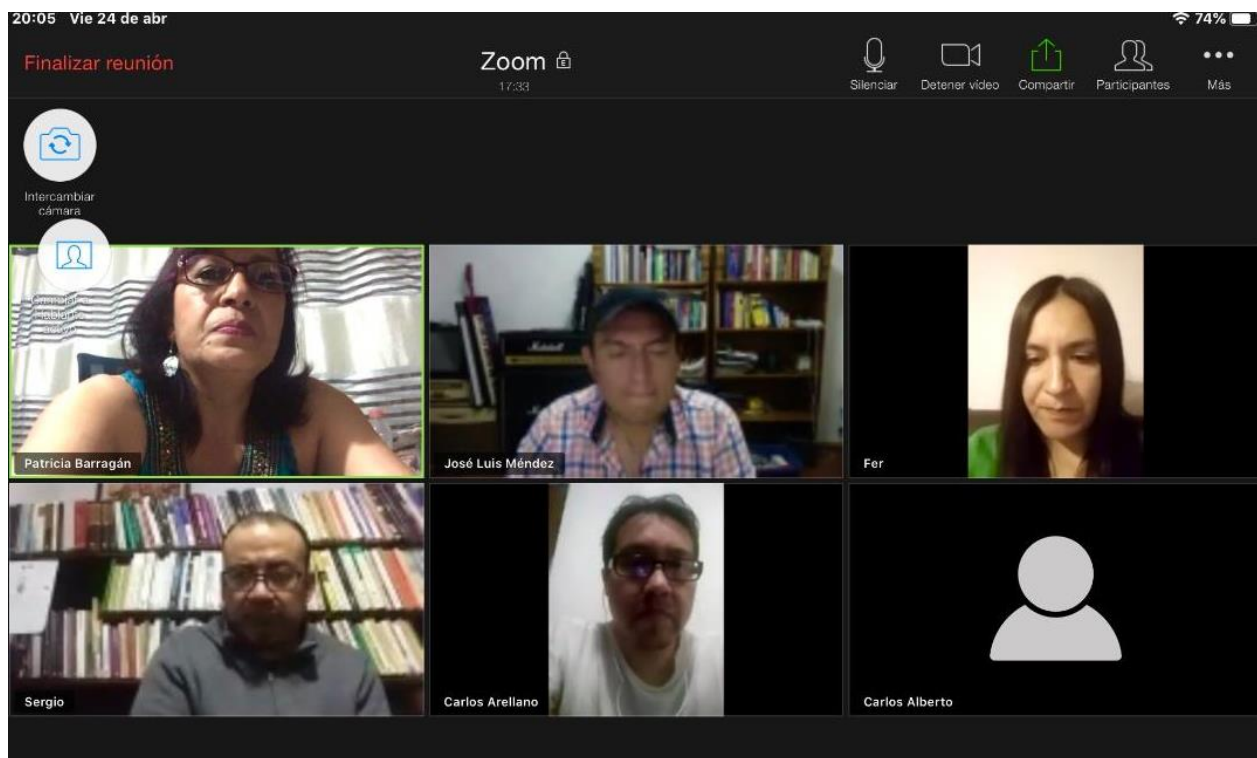 20:05 Vie 24 de abr
74%
Finalizar reunión
Zoom
17:33
Silenciar
Detener video
Compartir
Participantes
Más
Intercambiar
cámara
Patricia Barragán
José Luis Méndez
Fer
Marshall
Sergio
Carlos Arellano
Carlos Alberto